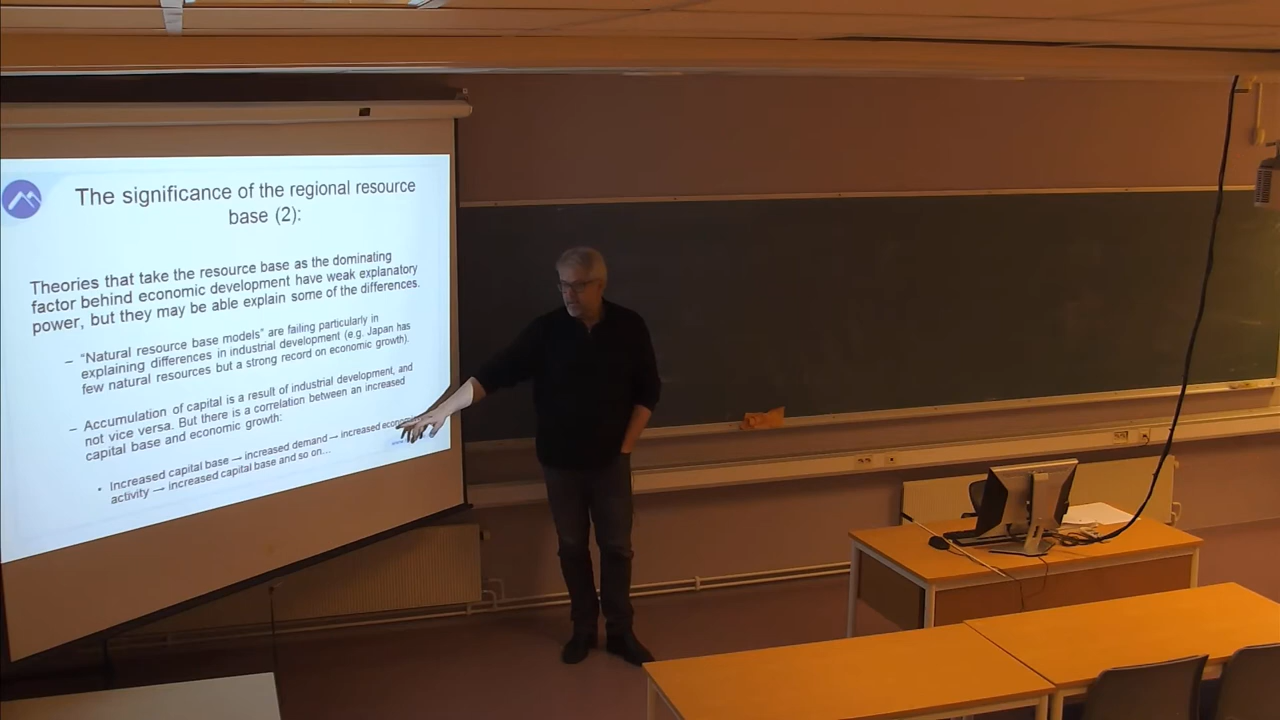 The significance of the regional resource
base (2):
Theories that take the resource base as the dominating
factor behind economic development have weak explanatory
power, but they may be able explain some of the differences.
– "Natural resource base models" are failing particularly in
explaining differences in industrial development (e.g. Japan has
few natural resources but a strong record on economic growth).
– Accumulation of capital is a result of industrial development, and
not vice versa. But there is a correlation between an increased
capital base and economic growth:
• Increased capital base → increased demand → increased economic
activity → increased capital base and so on...